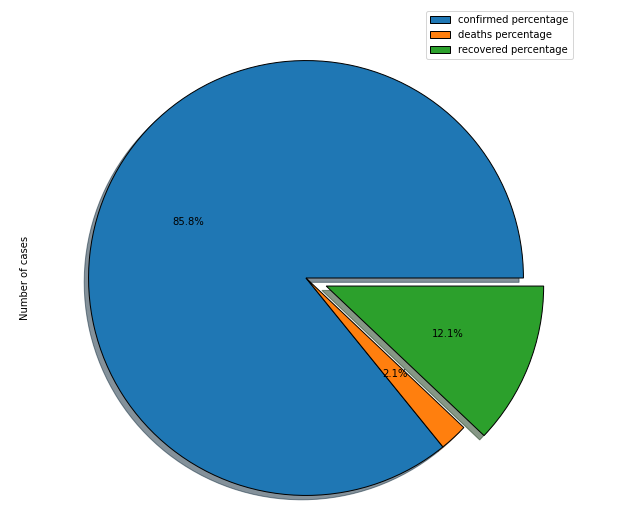 confirmed percentage
deaths percentage
recovered percentage
85.8%
Number of cases
12.1%
2.1%